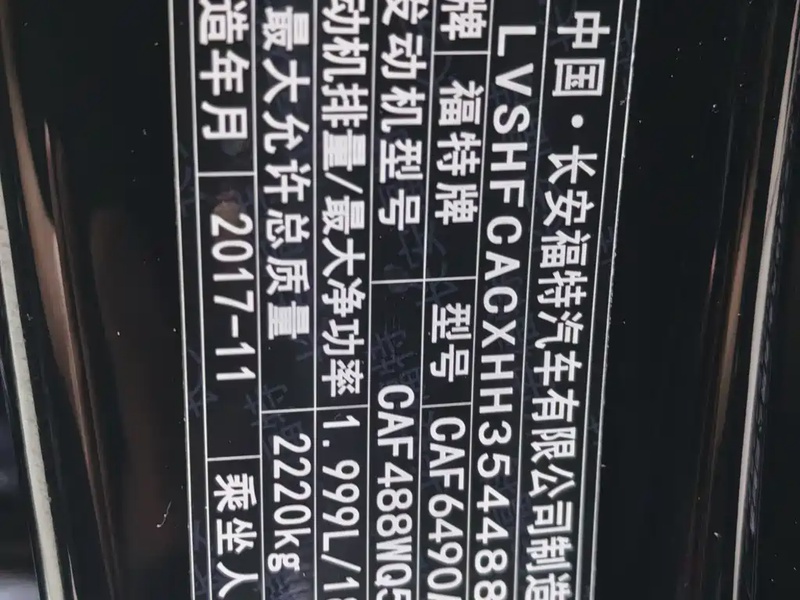 中国·长安福特汽车有限公司制造
LVSHFCACXHH354488
牌 福特牌 型号 CAF6490
发动机型号 CAF488WQ5
动机排量/最大净功率 1.999L/18
最大允许总质量 2220kg
造年月 2017-11 乘坐人